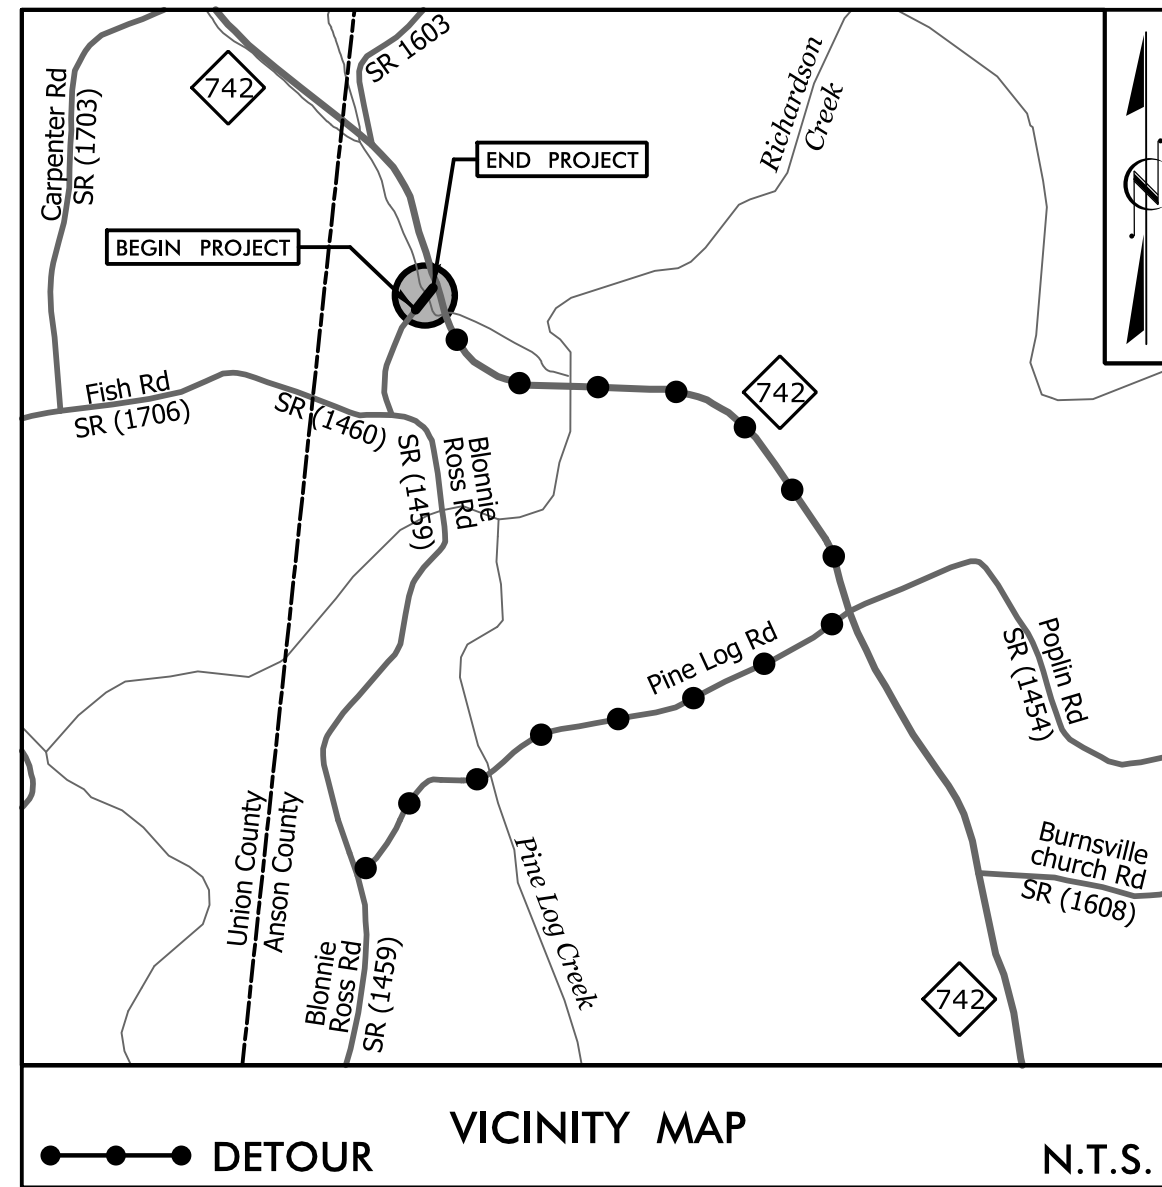 SR 1603
742
Carpenter Rd
SR (1703)
Richardson
Creek
END PROJECT
BEGIN PROJECT
Fish Rd
SR (1706)
SR (1460)
742
SR (1459)
Blonnie
Ross Rd
Pine Log Rd
Poplin Rd
SR (1454)
Union County
Anson County
Burnsville
church Rd
SR (1608)
Pine Log Creek
Blonnie
Ross Rd
SR (1459)
742
VICINITY MAP
DETOUR
N.T.S.